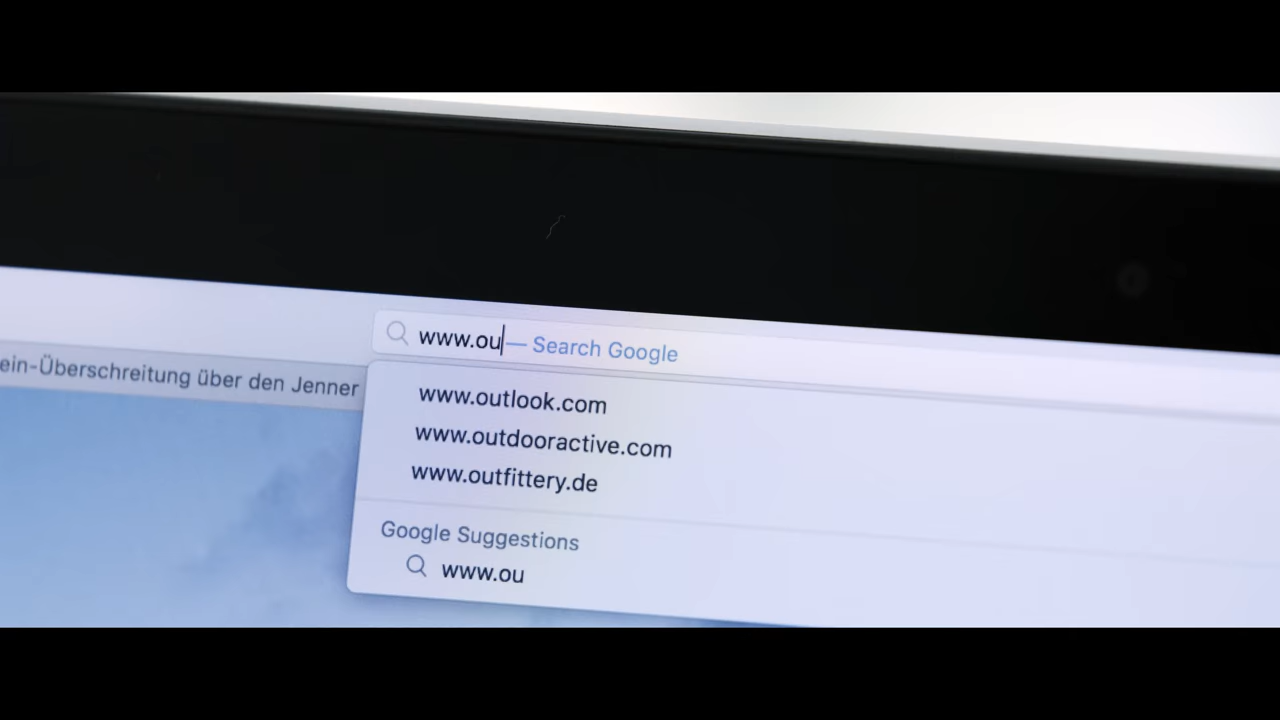 www.ou — Search Google
ein-Überschreitung über den Jenner
www.outlook.com
www.outdooractive.com
www.outfittery.de
Google Suggestions
www.ou